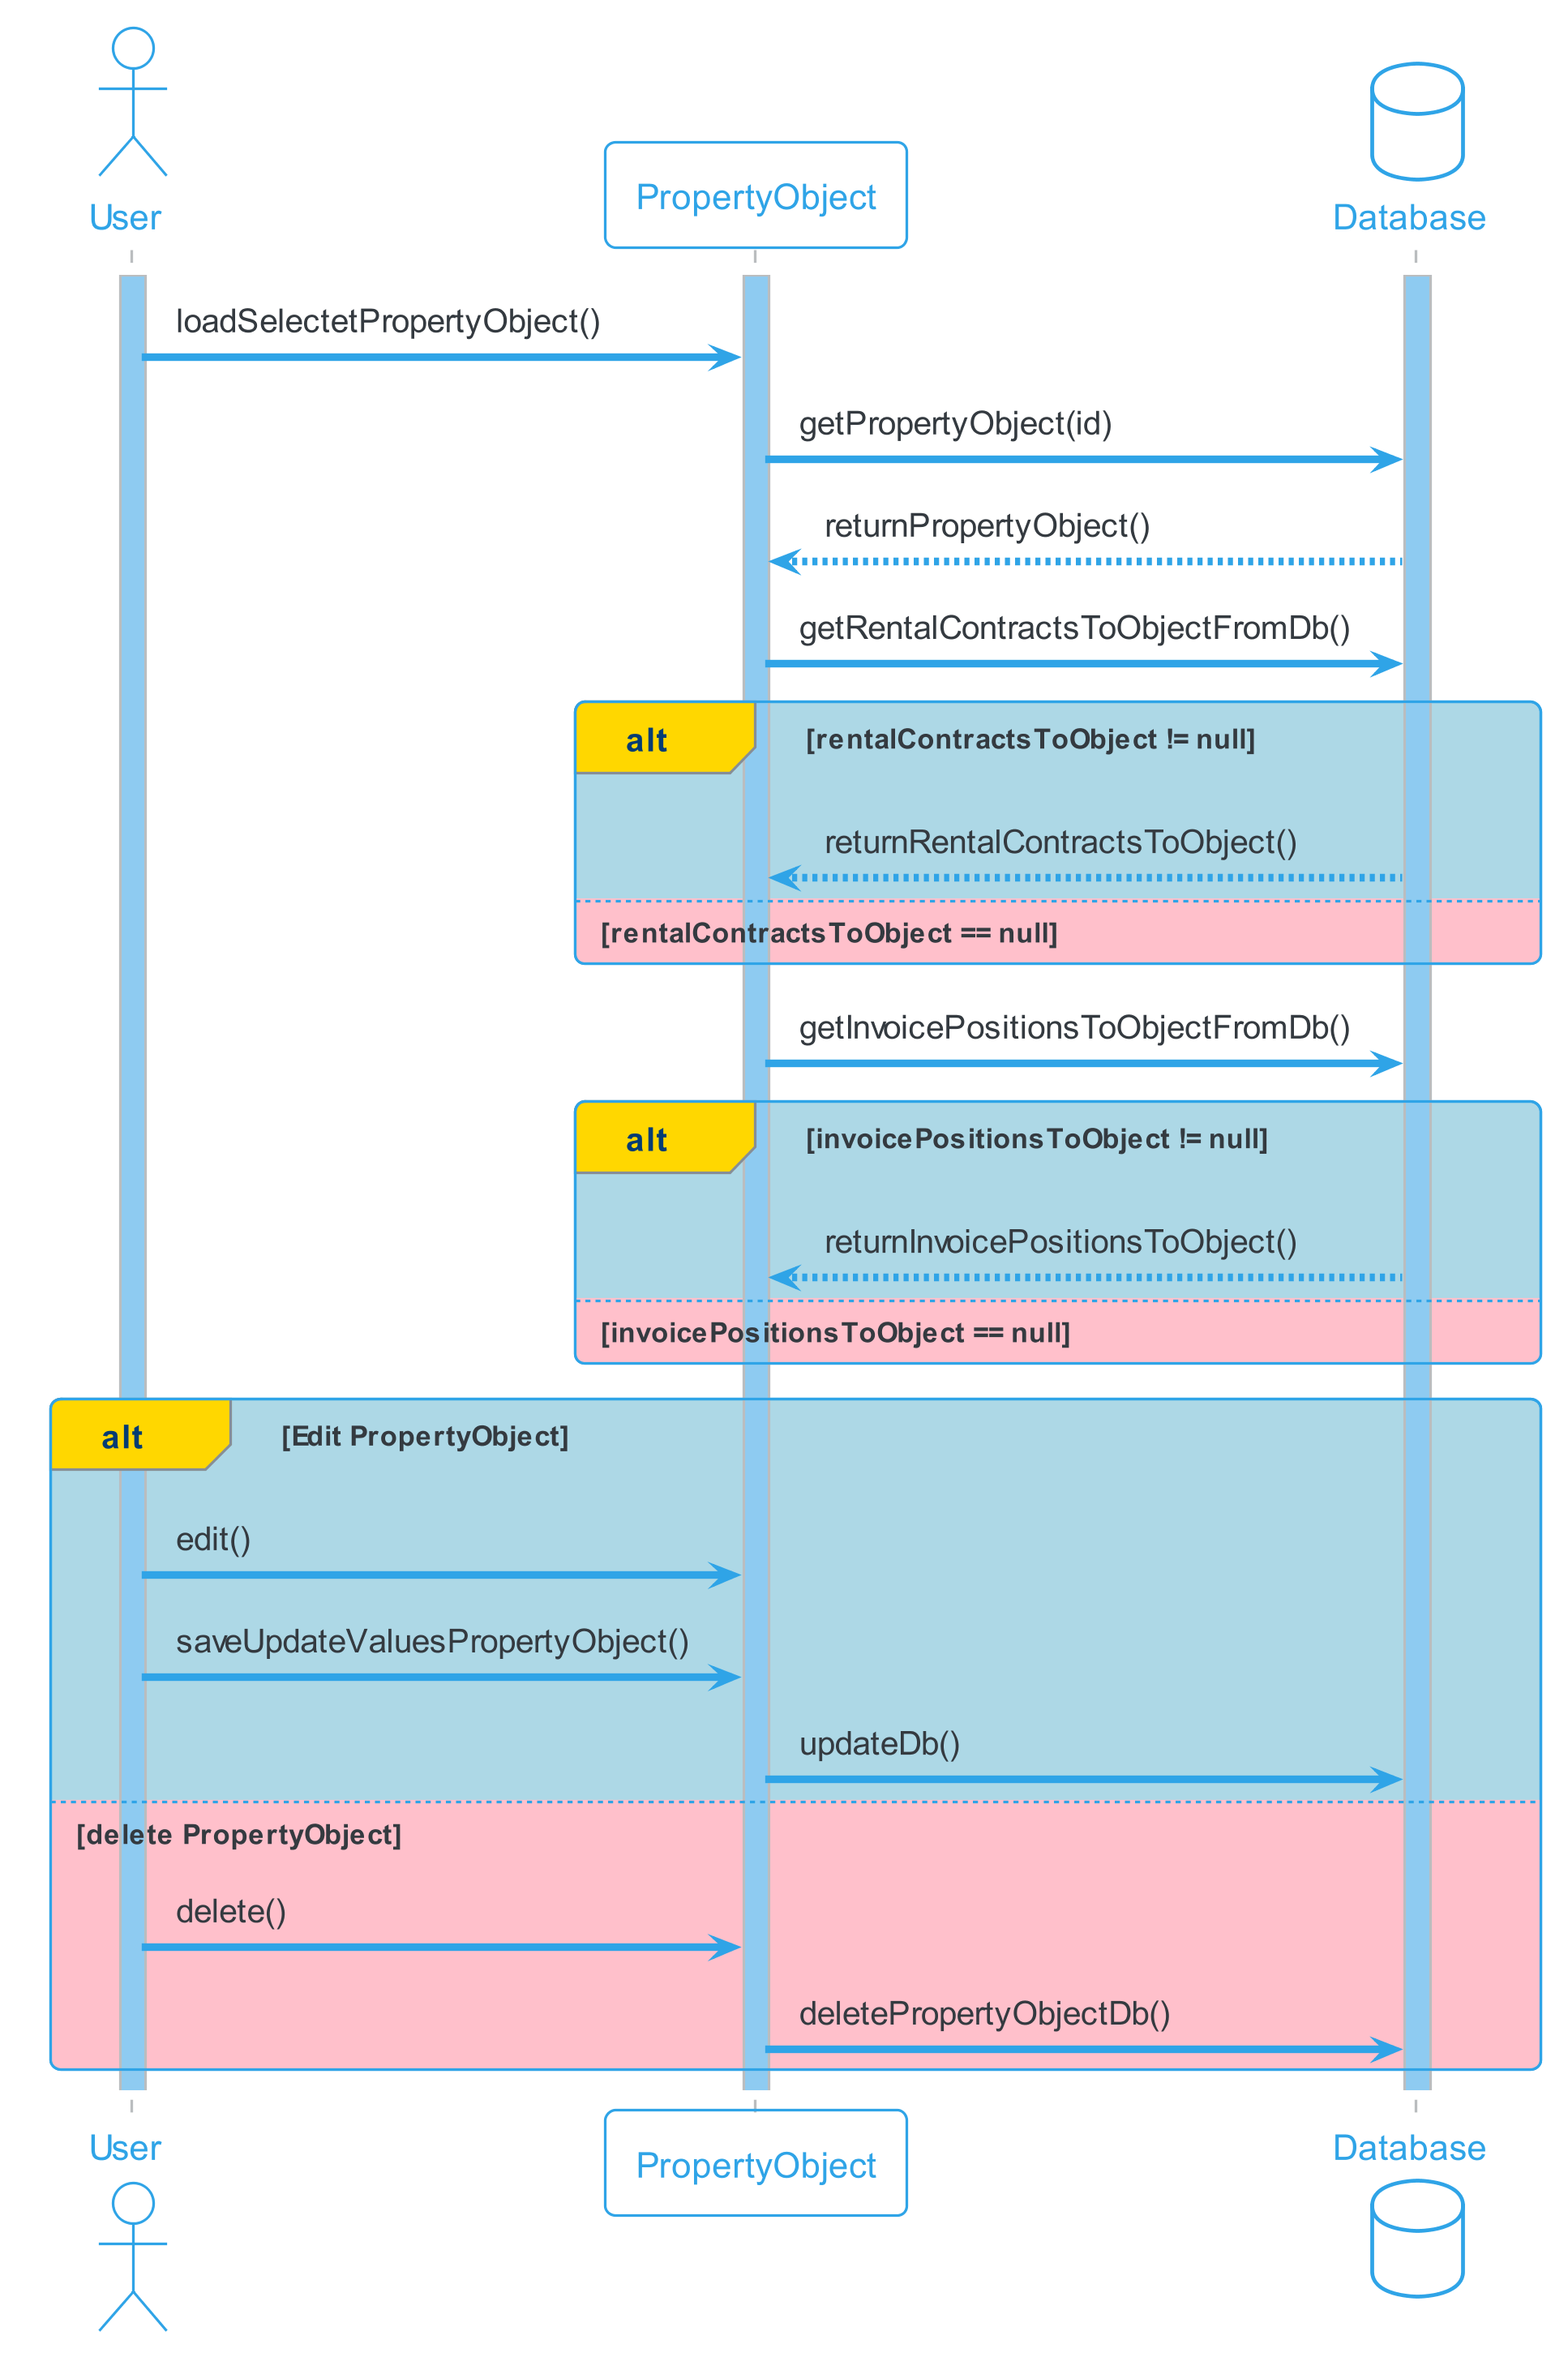 User
PropertyObject
Database
loadSelectetPropertyObject()
getPropertyObject(id)
returnPropertyObject()
getRentalContractsToObjectFromDb()
alt [rentalContractsToObject != null]
returnRentalContractsToObject()
[rentalContractsToObject == null]
getInvoicePositionsToObjectFromDb()
alt [invoicePositionsToObject != null]
returnInvoicePositionsToObject()
[invoicePositionsToObject == null]
alt [Edit PropertyObject]
edit()
saveUpdateValuesPropertyObject()
updateDb()
[delete PropertyObject]
delete()
deletePropertyObjectDb()
User
PropertyObject
Database